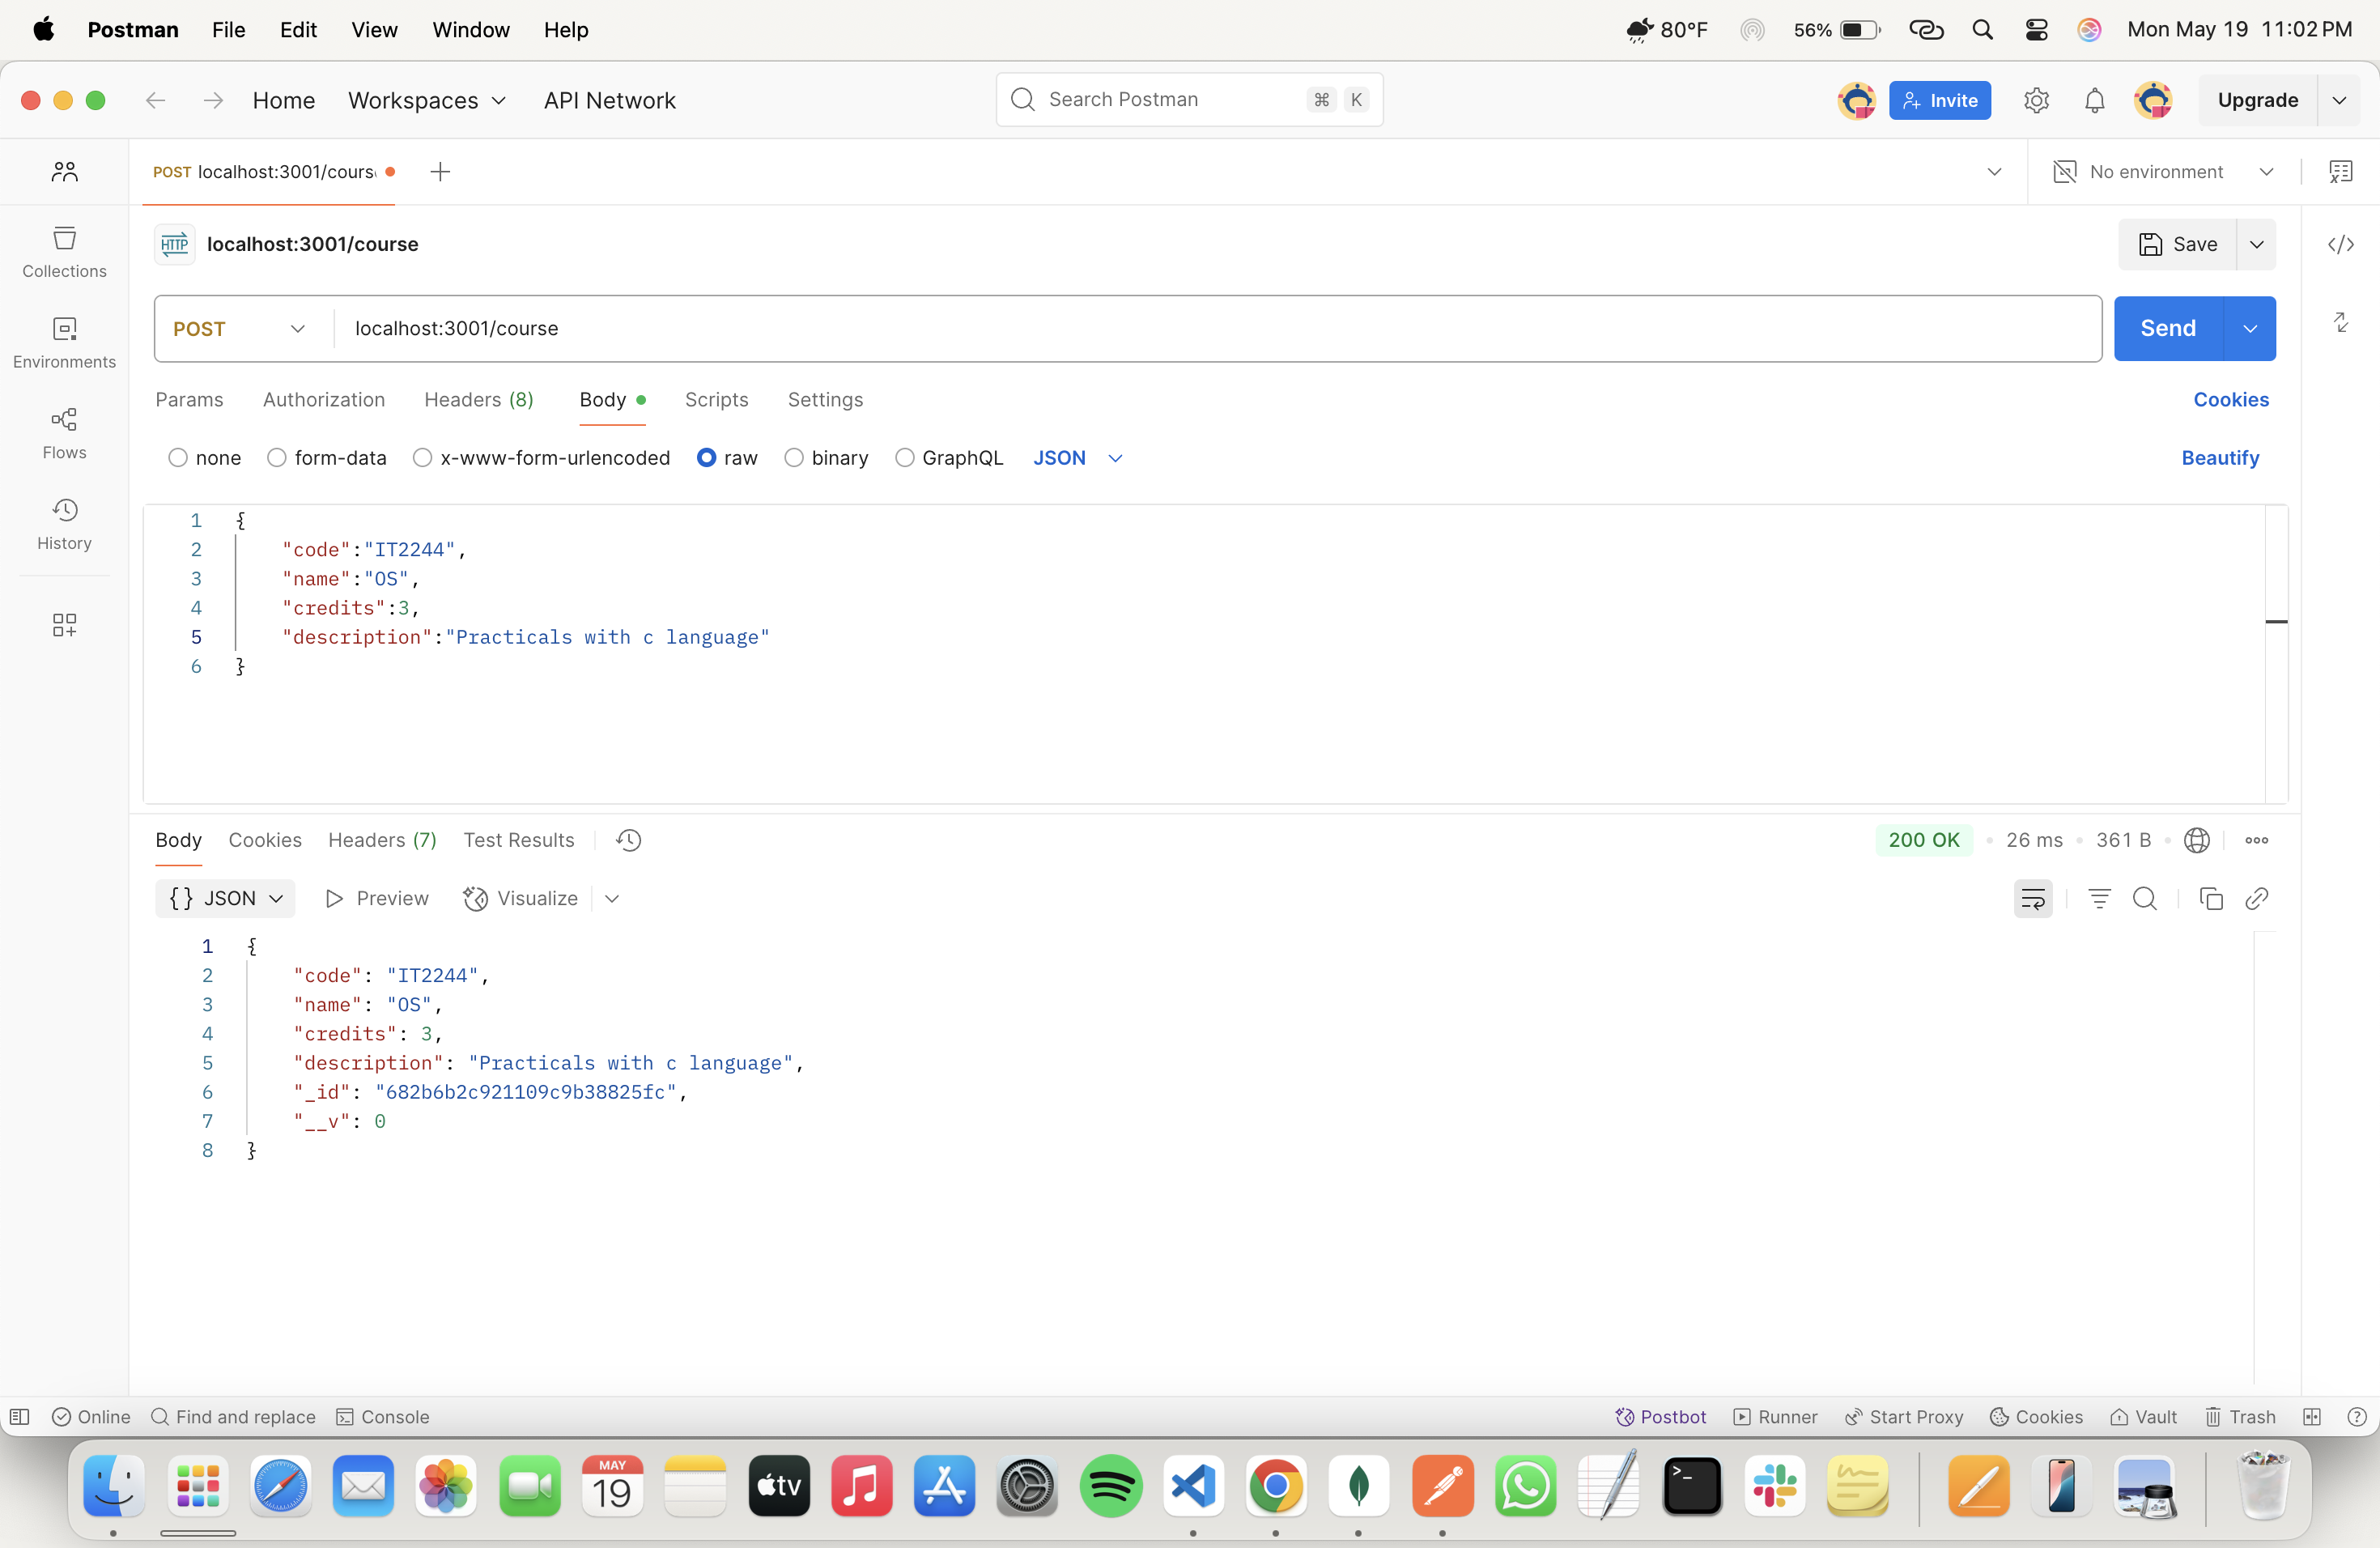 Postman File Edit View Window Help 80°F 56% Mon May 19 11:02 PM
Home Workspaces API Network Search Postman ⌘ K Invite Upgrade
POST localhost:3001/cours No environment
HTTP localhost:3001/course Save
Collections
POST localhost:3001/course Send
Environments
Params Authorization Headers (8) Body Scripts Settings Cookies
Flows
none form-data x-www-form-urlencoded raw binary GraphQL JSON Beautify
History
1 {
2 "code":"IT2244",
3 "name":"OS",
4 "credits":3,
5 "description":"Practicals with c language"
6 }
Body Cookies Headers (7) Test Results 200 OK • 26 ms • 361 B •
{} JSON Preview Visualize
1 {
2 "code": "IT2244",
3 "name": "OS",
4 "credits": 3,
5 "description": "Practicals with c language",
6 "_id": "682b6b2c921109c9b38825fc",
7 "__v": 0
8 }
Online Find and replace Console Postbot Runner Start Proxy Cookies Vault Trash
MAY
19
tv